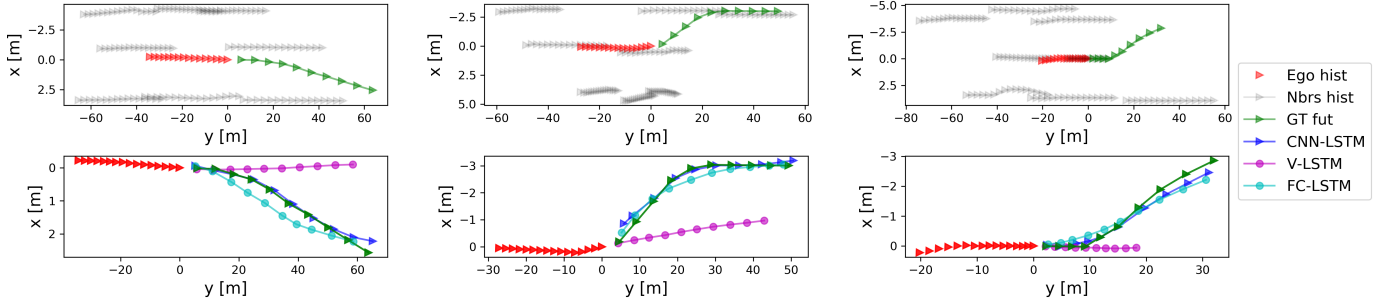 −2.5
0.0
2.5
x [m]
−60 −40 −20 0 20 40 60
y [m]
−2.5
0.0
2.5
5.0
x [m]
−60 −40 −20 0 20 40
y [m]
−5.0
−2.5
0.0
2.5
x [m]
−80 −60 −40 −20 0 20 40 60
y [m]
0
1
2
x [m]
−20 0 20 40 60
y [m]
−3
−2
−1
0
x [m]
−30 −20 −10 0 10 20 30 40 50
y [m]
−3
−2
−1
0
x [m]
−20 −10 0 10 20 30
y [m]
Ego hist
Nbrs hist
GT fut
CNN-LSTM
V-LSTM
FC-LSTM